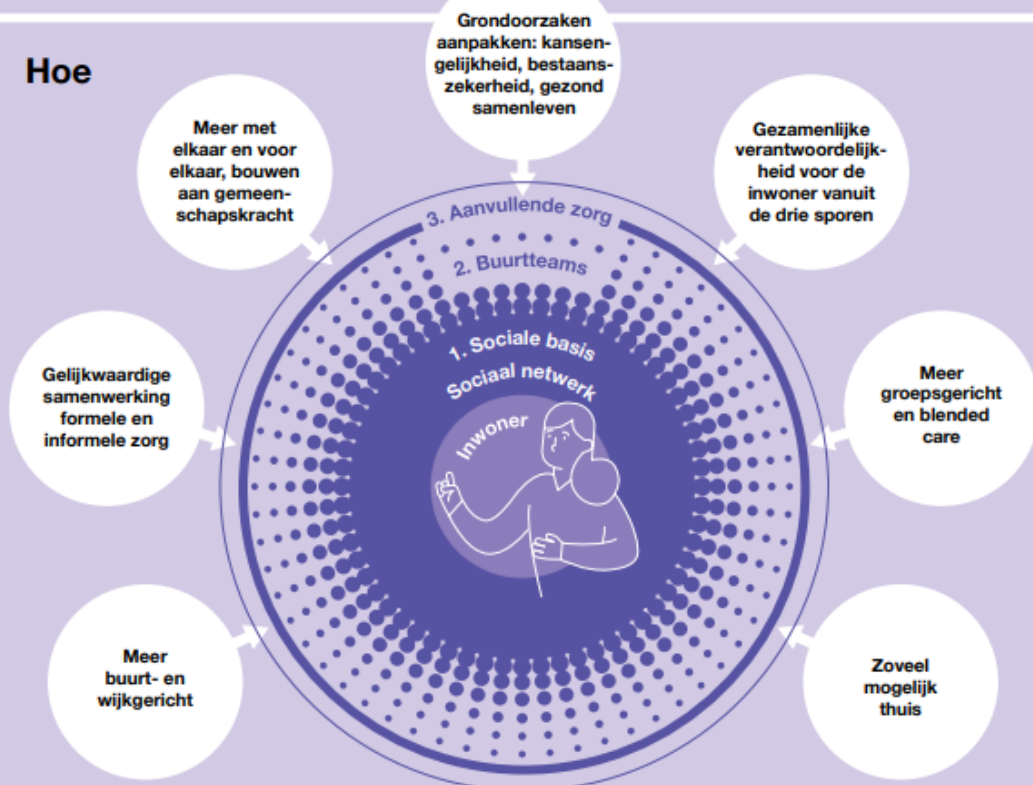 Hoe
Grondoorzaken
aanpakken: kansen-
gelijkheid, bestaans-
zekerheid, gezond
samenleven
Meer met
elkaar en voor
elkaar, bouwen
aan gemeen-
schapskracht
Gezamenlijke
verantwoordelijk-
heid voor de
inwoner vanuit
de drie sporen
3. Aanvullende zorg
2. Buurtteams
1. Sociale basis
Sociaal netwerk
Inwoner
Gelijkwaardige
samenwerking
formele en
informele zorg
Meer
groepsgericht
en blended
care
Meer
buurt- en
wijkgericht
Zoveel
mogelijk
thuis